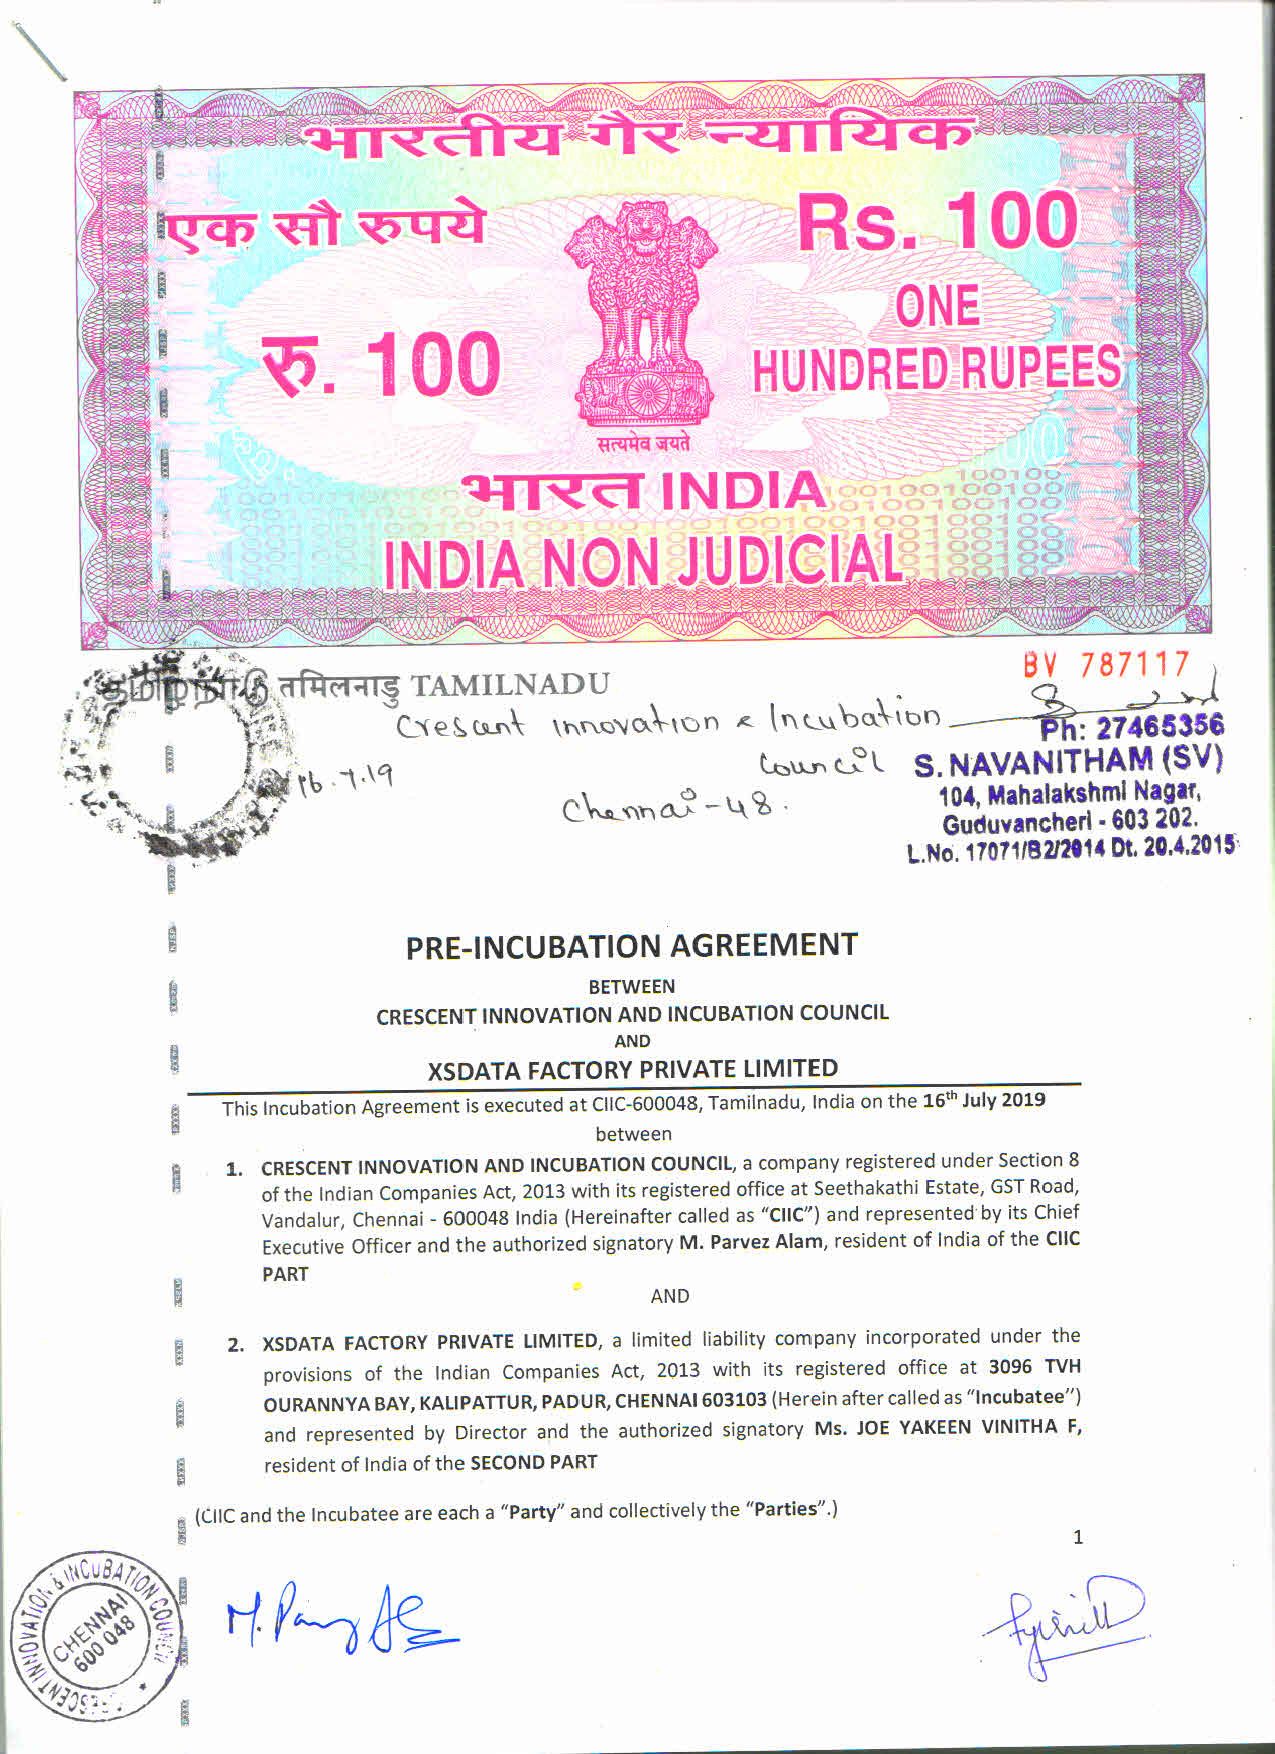 भारतीय गैर न्यायिक
एक सौ रुपये
Rs. 100
रु. 100
ONE
HUNDRED RUPEES
सत्यमेव जयते
भारत INDIA
INDIA NON JUDICIAL
தமிழ்நாடு तमिलनाडु TAMILNADU
BV 787117
Crescent Innovation & Incubation
Council
Chennai-48.
16.7.19
Ph: 27465356
S. NAVANITHAM (SV)
104, Mahalakshmi Nagar,
Guduvancheri - 603 202.
L.No. 17071/B2/2014 Dt. 20.4.2015
PRE-INCUBATION AGREEMENT
BETWEEN
CRESCENT INNOVATION AND INCUBATION COUNCIL
AND
XSDATA FACTORY PRIVATE LIMITED
This Incubation Agreement is executed at CIIC-600048, Tamilnadu, India on the 16th July 2019
between
1. CRESCENT INNOVATION AND INCUBATION COUNCIL, a company registered under Section 8
of the Indian Companies Act, 2013 with its registered office at Seethakathi Estate, GST Road,
Vandalur, Chennai - 600048 India (Hereinafter called as “CIIC”) and represented by its Chief
Executive Officer and the authorized signatory M. Parvez Alam, resident of India of the CIIC
PART
AND
2. XSDATA FACTORY PRIVATE LIMITED, a limited liability company incorporated under the
provisions of the Indian Companies Act, 2013 with its registered office at 3096 TVH
OURANNYA BAY, KALIPATTUR, PADUR, CHENNAI 603103 (Herein after called as “Incubatee”)
and represented by Director and the authorized signatory Ms. JOE YAKEEN VINITHA F,
resident of India of the SECOND PART
(CIIC and the Incubatee are each a “Party” and collectively the “Parties”.)
1
INNOVATION & INCUBATION COUNCIL
CHENNAI
600 048